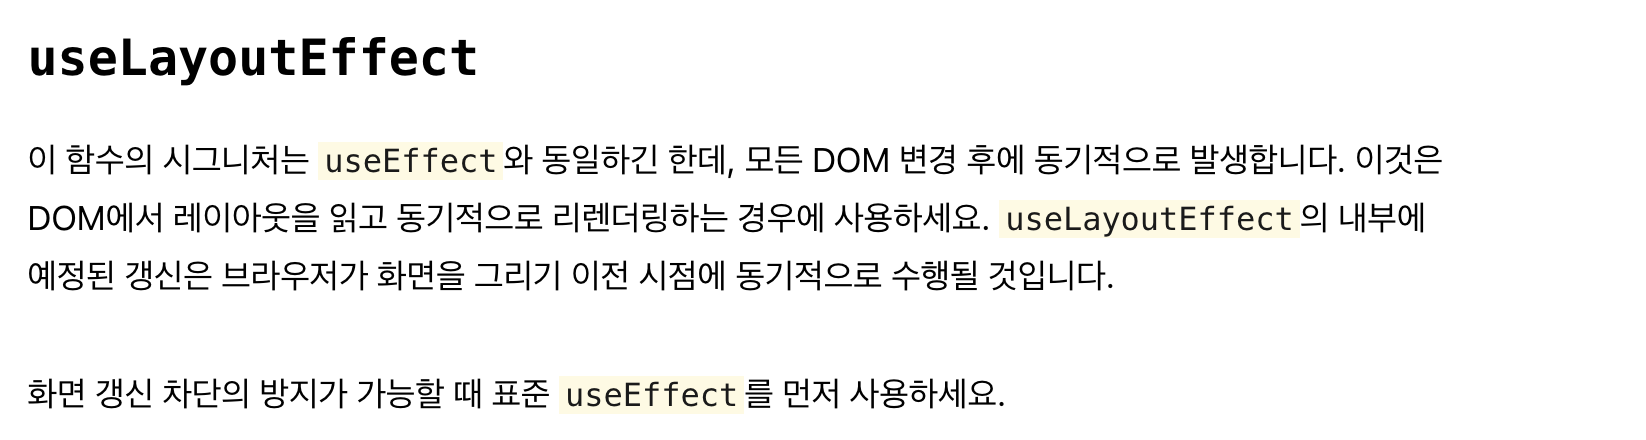 useLayoutEffect
이 함수의 시그니처는 useEffect와 동일하긴 한데, 모든 DOM 변경 후에 동기적으로 발생합니다. 이것은
DOM에서 레이아웃을 읽고 동기적으로 리렌더링하는 경우에 사용하세요. useLayoutEffect의 내부에
예정된 갱신은 브라우저가 화면을 그리기 이전 시점에 동기적으로 수행될 것입니다.
화면 갱신 차단의 방지가 가능할 때 표준 useEffect를 먼저 사용하세요.